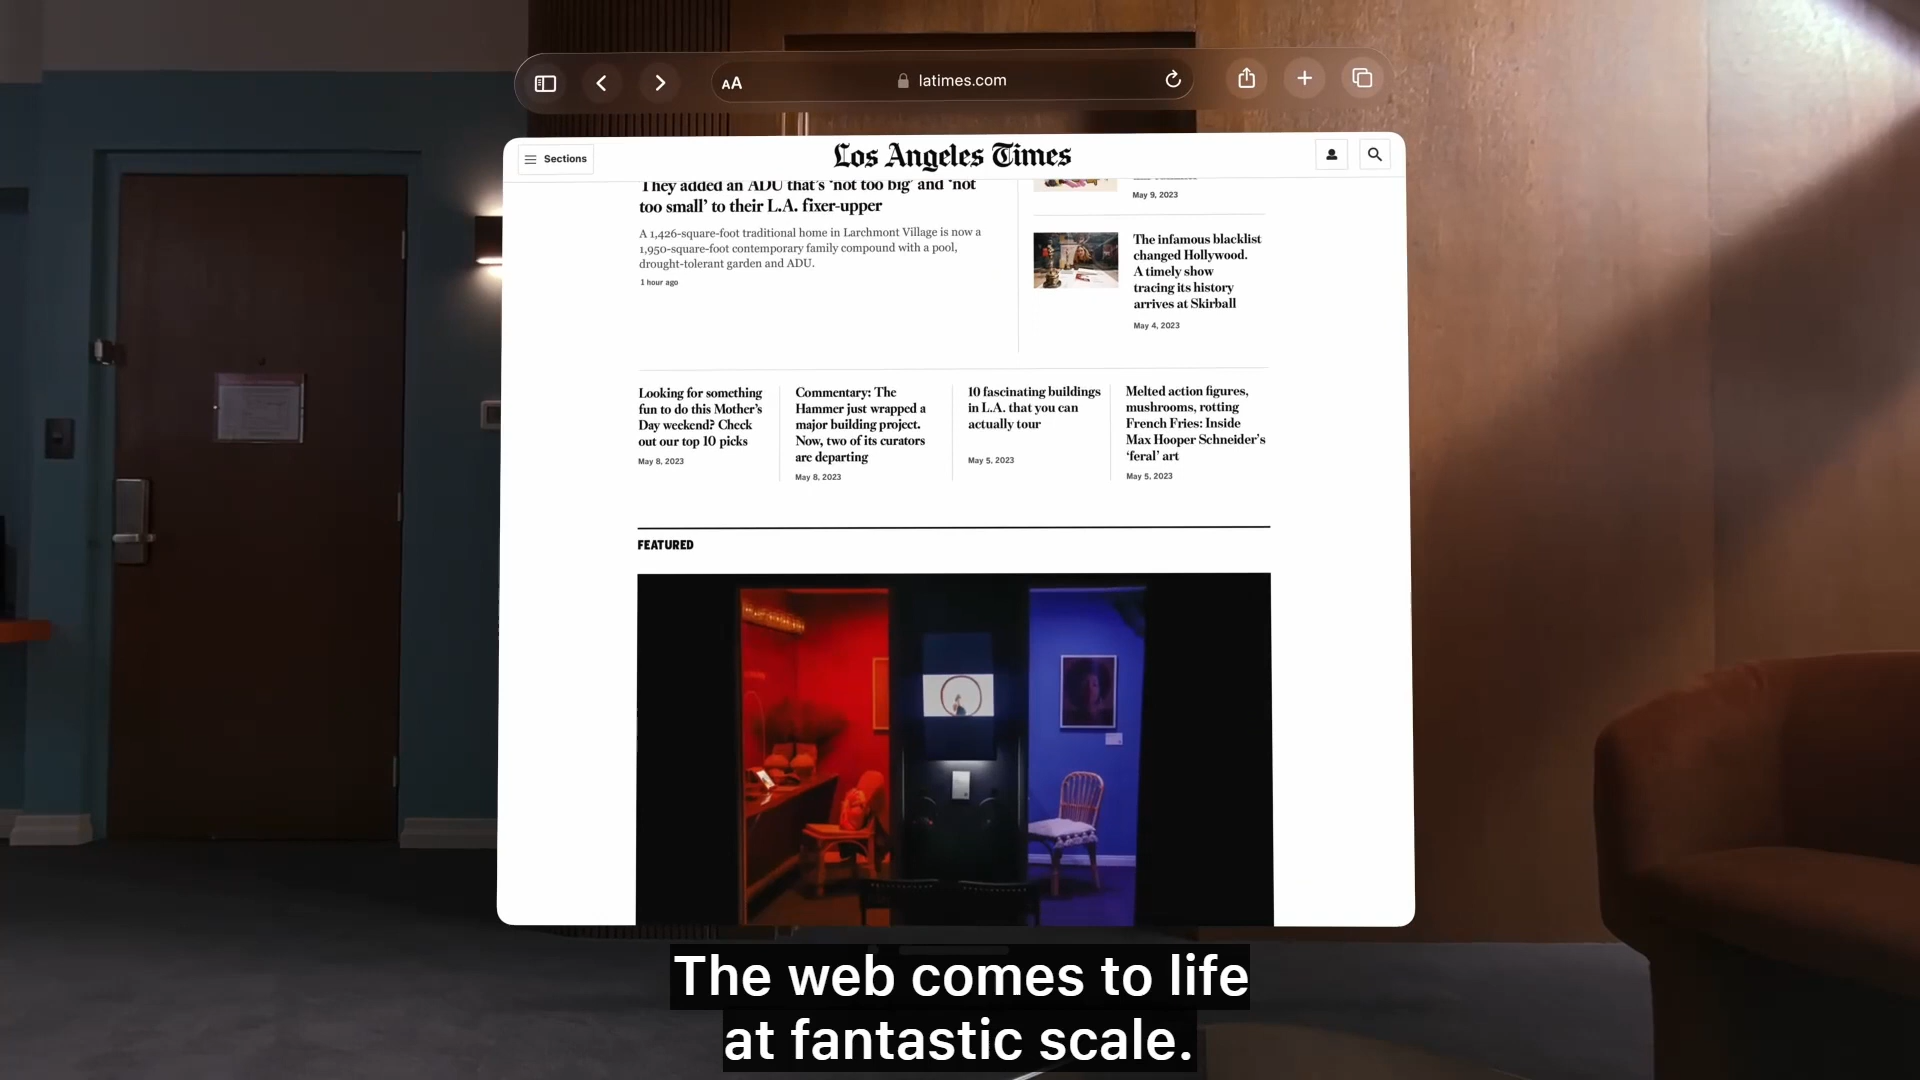 AA
latimes.com
Sections
Los Angeles Times
They added an ADU that's ‘not too big’ and ‘not
too small’ to their L.A. fixer-upper
A 1,426-square-foot traditional home in Larchmont Village is now a
1,950-square-foot contemporary family compound with a pool,
drought-tolerant garden and ADU.
1 hour ago
May 9, 2023
The infamous blacklist
changed Hollywood.
A timely show
tracing its history
arrives at Skirball
May 4, 2023
Looking for something
fun to do this Mother’s
Day weekend? Check
out our top 10 picks
May 8, 2023
Commentary: The
Hammer just wrapped a
major building project.
Now, two of its curators
are departing
May 8, 2023
10 fascinating buildings
in L.A. that you can
actually tour
May 5, 2023
Melted action figures,
mushrooms, rotting
French Fries: Inside
Max Hooper Schneider’s
‘feral’ art
May 5, 2023
FEATURED
The web comes to life
at fantastic scale.